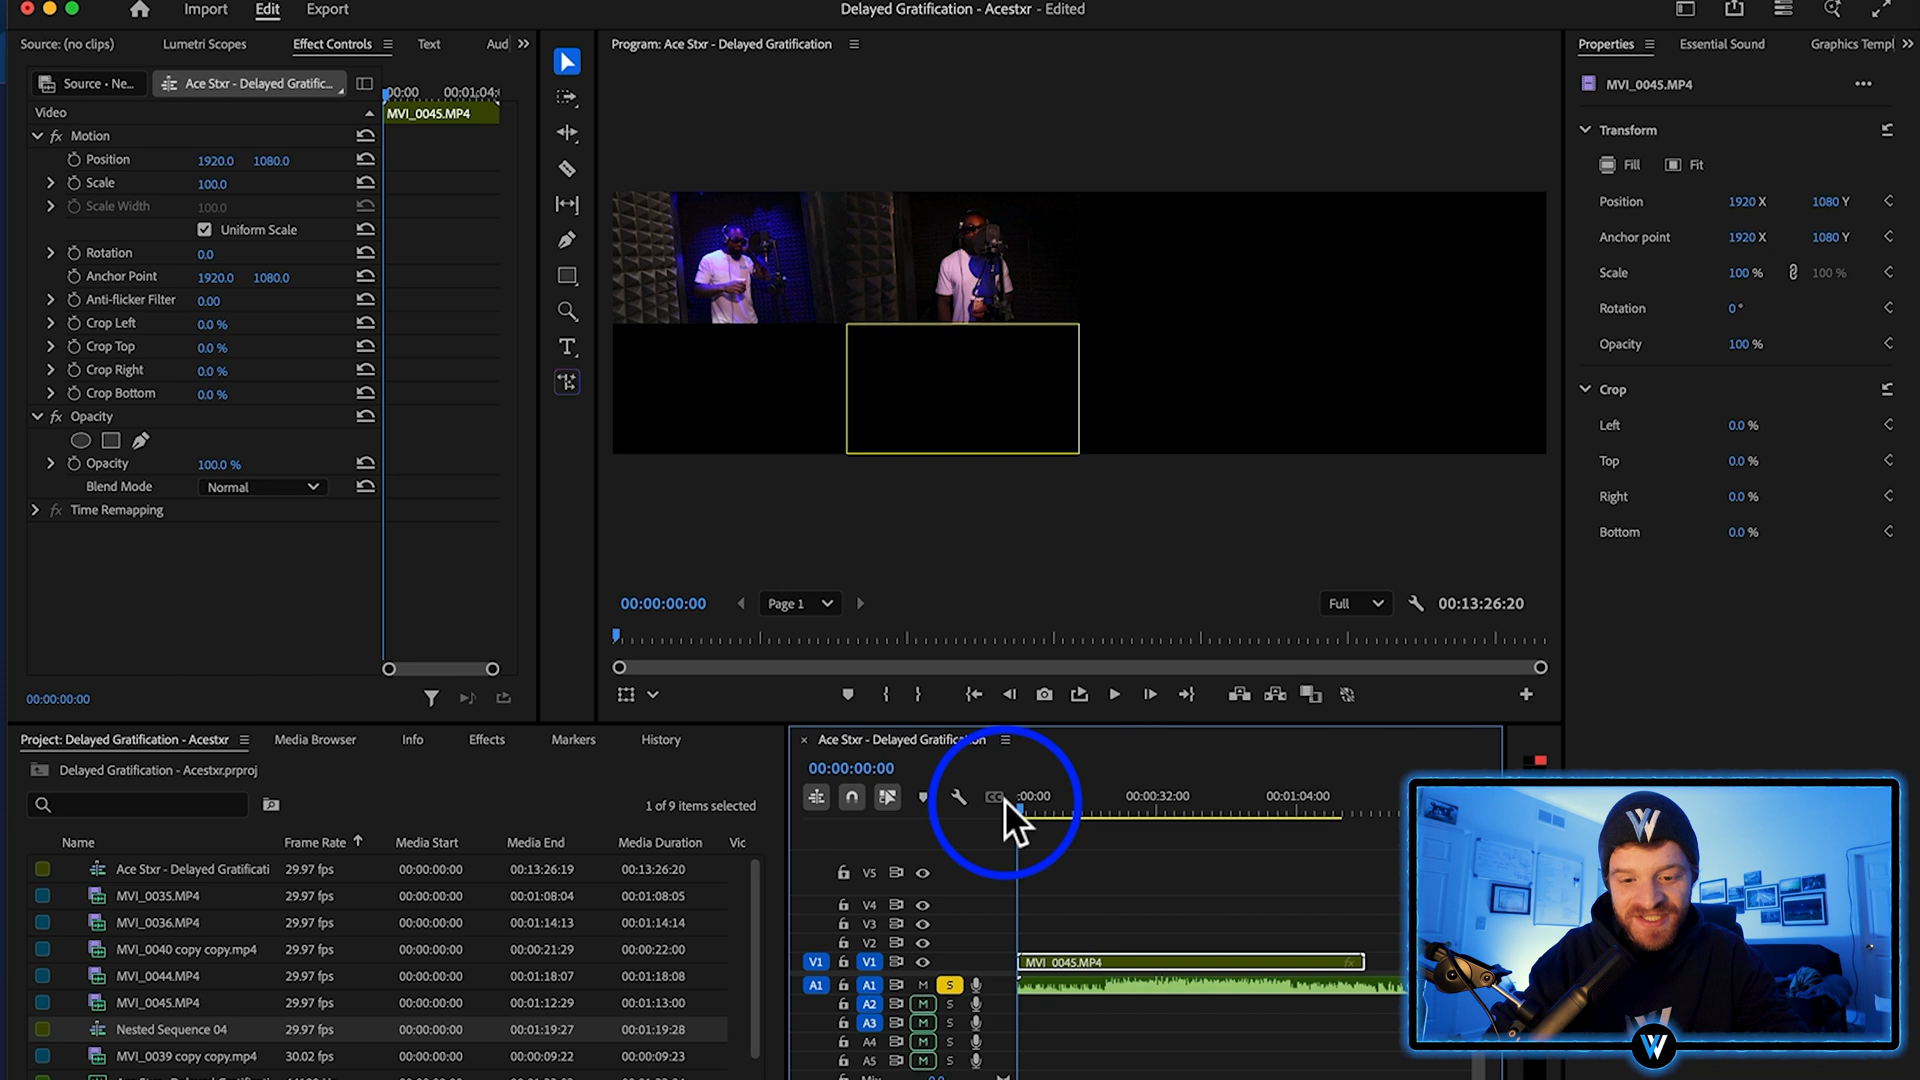 Import Edit Export
Delayed Gratification - Acestxr - Edited
Source: (no clips) Lumetri Scopes Effect Controls Text Aud
Program: Ace Stxr - Delayed Gratification
Properties Essential Sound Graphics Templ
Source • Ne... Ace Stxr - Delayed Gratific...
:00:00 00:01:04:
MVI_0045.MP4
Video
MVI_0045.MP4
Motion
Position 1920.0 1080.0
Scale 100.0
Scale Width 100.0
Uniform Scale
Rotation 0.0
Anchor Point 1920.0 1080.0
Anti-flicker Filter 0.00
Crop Left 0.0 %
Crop Top 0.0 %
Crop Right 0.0 %
Crop Bottom 0.0 %
Opacity
Opacity 100.0 %
Blend Mode Normal
Time Remapping
00:00:00:00
Transform
Fill Fit
Position 1920 X 1080 Y
Anchor point 1920 X 1080 Y
Scale 100 % 100 %
Rotation 0 °
Opacity 100 %
Crop
Left 0.0 %
Top 0.0 %
Right 0.0 %
Bottom 0.0 %
00:00:00:00 Page 1 Full 00:13:26:20
Project: Delayed Gratification - Acestxr Media Browser Info Effects Markers History
Delayed Gratification - Acestxr.prproj
1 of 9 items selected
Name Frame Rate Media Start Media End Media Duration Vic
Ace Stxr - Delayed Gratificati 29.97 fps 00:00:00:00 00:13:26:19 00:13:26:20
MVI_0035.MP4 29.97 fps 00:00:00:00 00:01:08:04 00:01:08:05
MVI_0036.MP4 29.97 fps 00:00:00:00 00:01:14:13 00:01:14:14
MVI_0040 copy copy.mp4 29.97 fps 00:00:00:00 00:00:21:29 00:00:22:00
MVI_0044.MP4 29.97 fps 00:00:00:00 00:01:18:07 00:01:18:08
MVI_0045.MP4 29.97 fps 00:00:00:00 00:01:12:29 00:01:13:00
Nested Sequence 04 29.97 fps 00:00:00:00 00:01:19:27 00:01:19:28
MVI_0039 copy copy.mp4 30.02 fps 00:00:00:00 00:00:09:22 00:00:09:23
Ace Stxr - Delayed Gratification
00:00:00:00
:00:00 00:00:32:00 00:01:04:00
V5
V4
V3
V2
V1 V1 MVI_0045.MP4 fx
A1 A1 M S
A2 M S
A3 M S
A4 M S
A5 M S